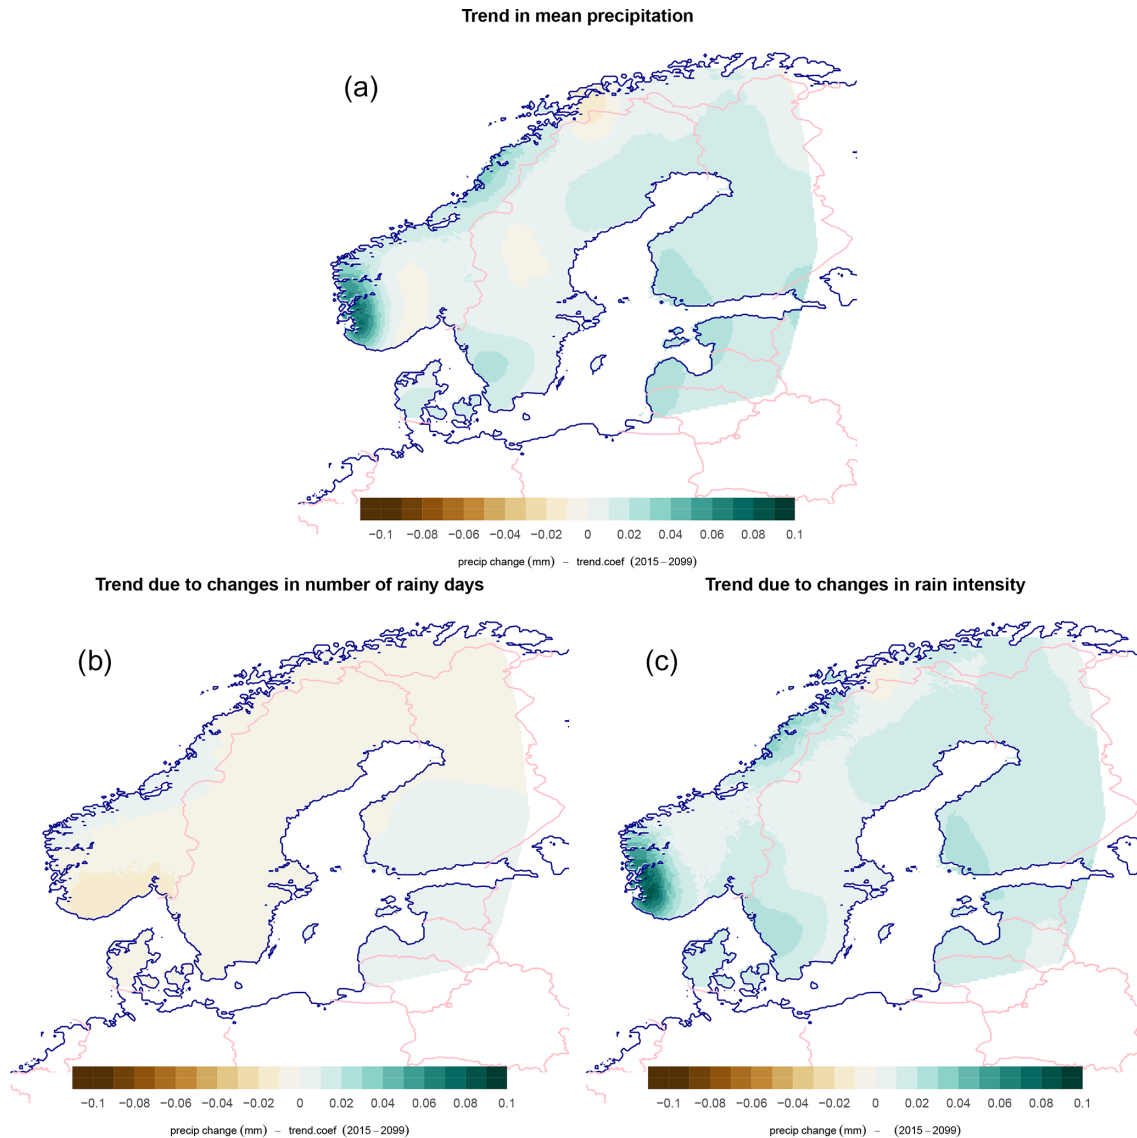 Trend in mean precipitation
(a)
−0.1 −0.08 −0.06 −0.04 −0.02 0 0.02 0.04 0.06 0.08 0.1
precip change (mm) − trend.coef (2015−2099)
Trend due to changes in number of rainy days
Trend due to changes in rain intensity
(b)
(c)
−0.1 −0.08 −0.06 −0.04 −0.02 0 0.02 0.04 0.06 0.08 0.1
−0.1 −0.08 −0.06 −0.04 −0.02 0 0.02 0.04 0.06 0.08 0.1
precip change (mm) − trend.coef (2015−2099)
precip change (mm) − (2015−2099)